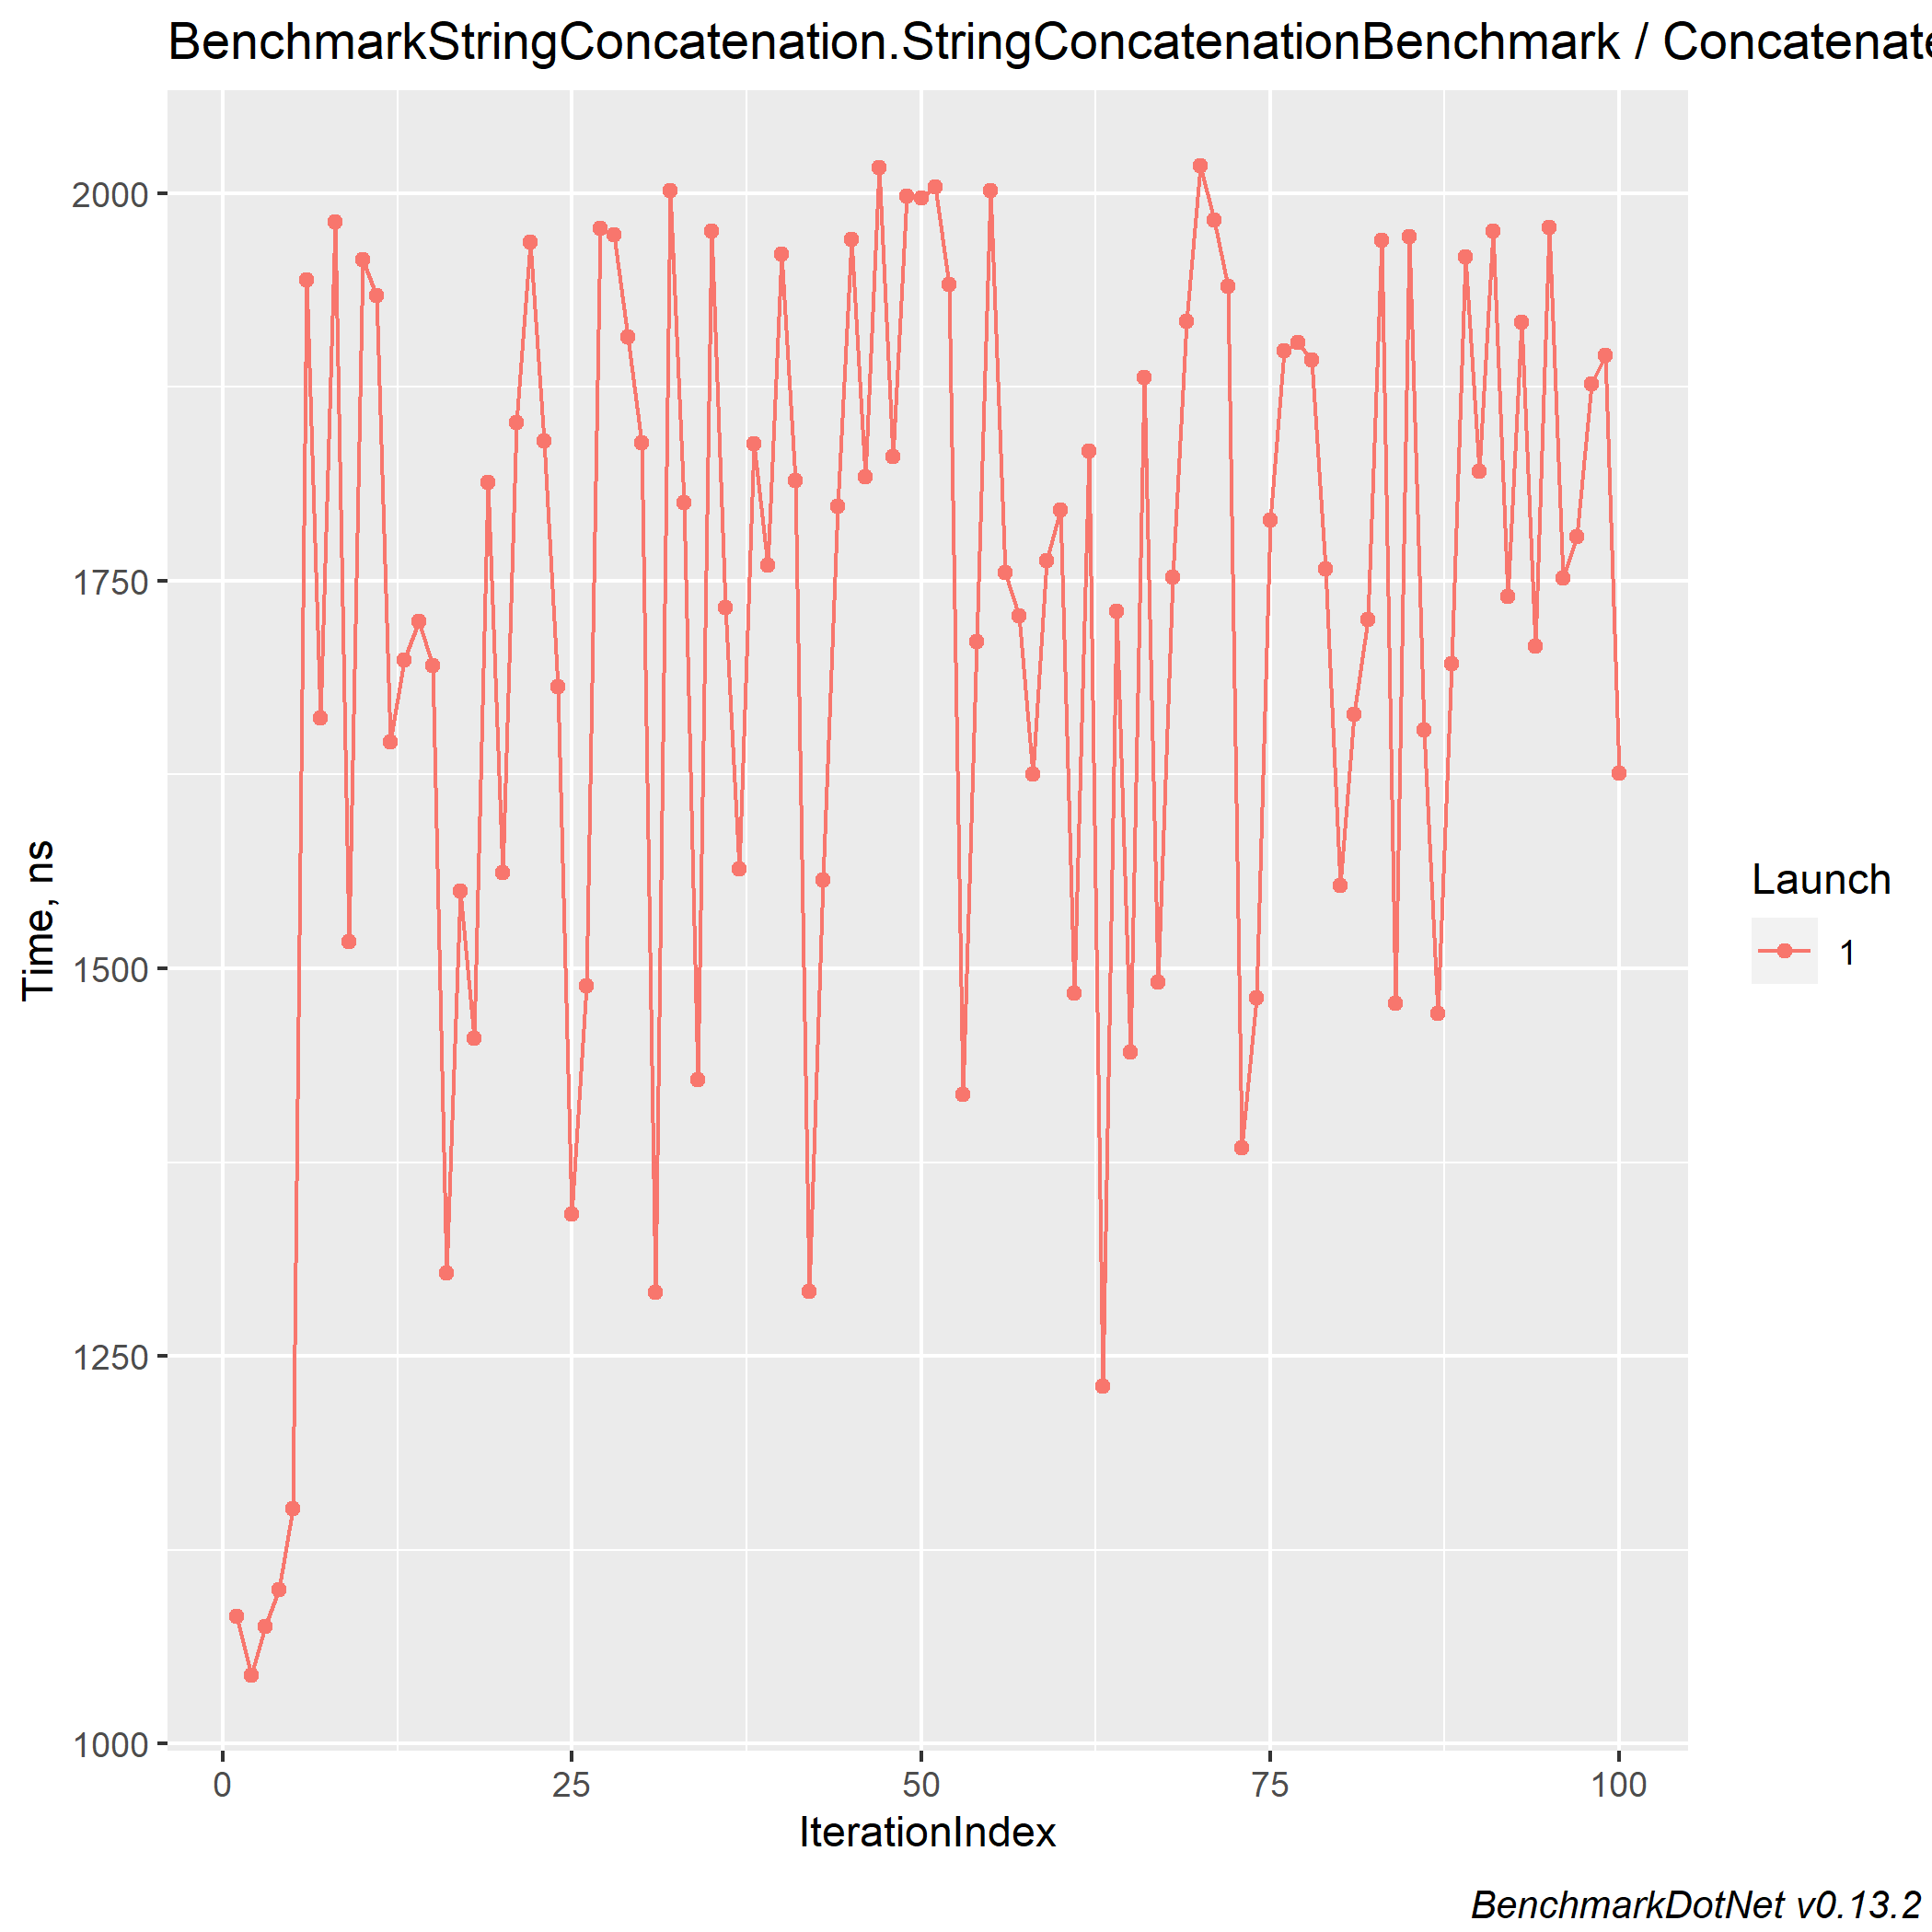 BenchmarkStringConcatenation.StringConcatenationBenchmark / Concatenate
2000
1750
1500
1250
1000
Time, ns
0 25 50 75 100
IterationIndex
Launch
1
BenchmarkDotNet v0.13.2